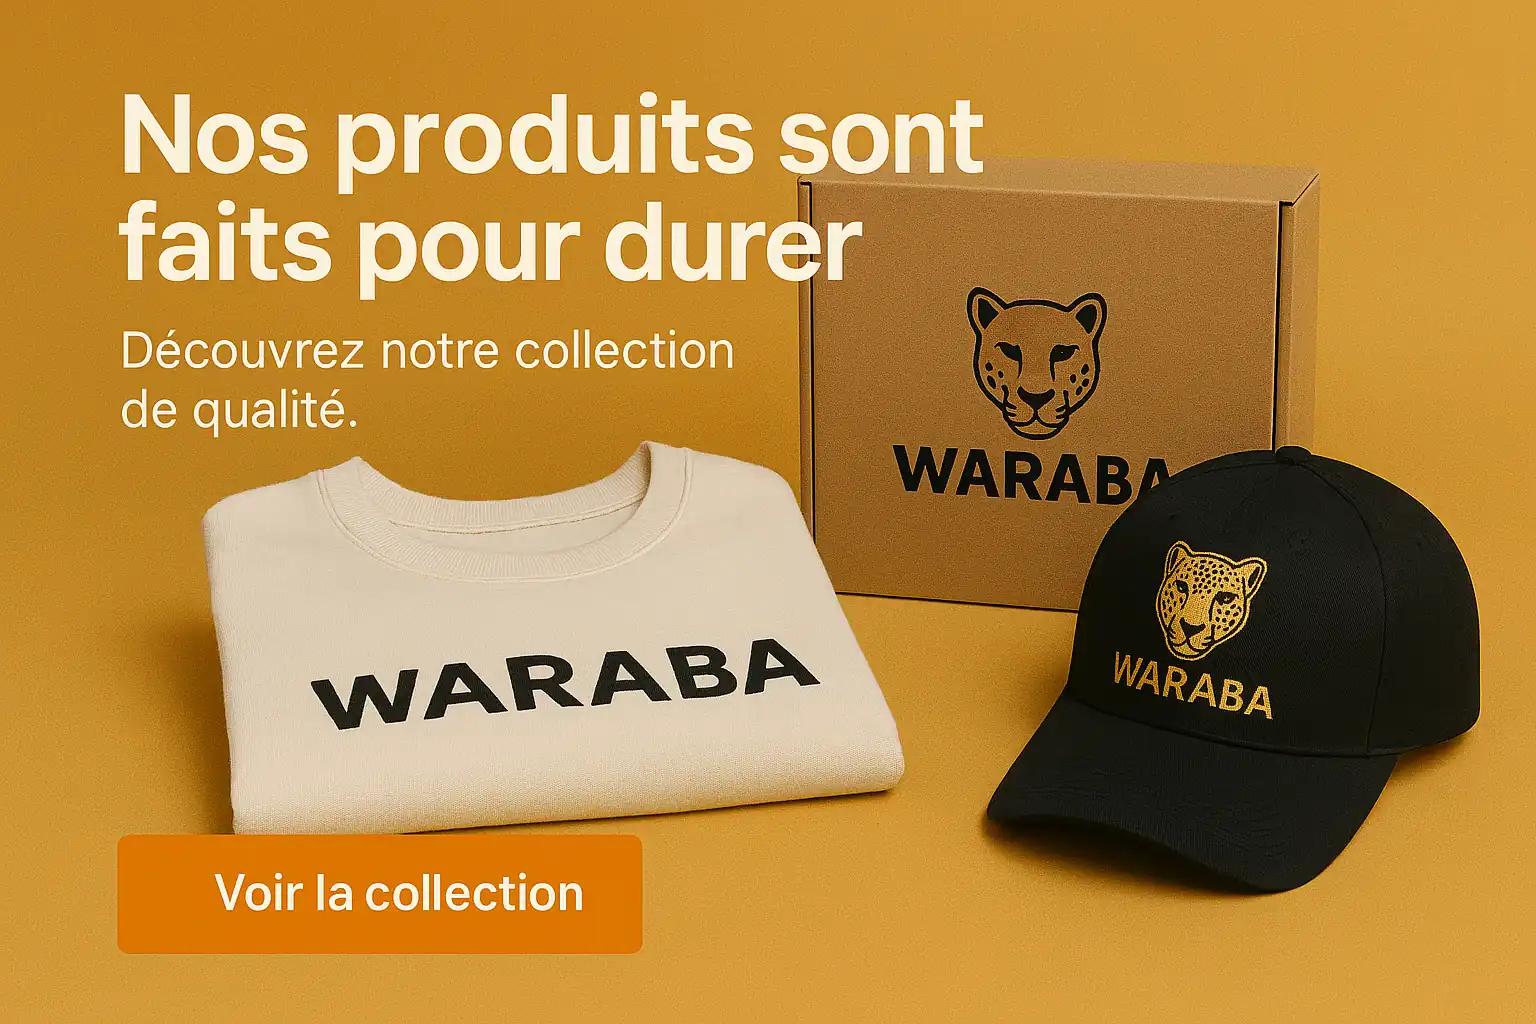 Nos produits sont
faits pour durer
Découvrez notre collection
de qualité.
WARABA
WARABA
WARABA
Voir la collection